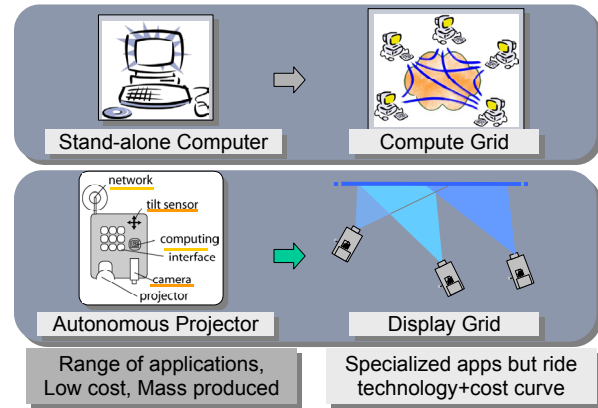 Stand-alone Computer
Compute Grid
network
tilt sensor
computing
interface
camera
projector
Autonomous Projector
Display Grid
Range of applications,
Low cost, Mass produced
Specialized apps but ride
technology+cost curve